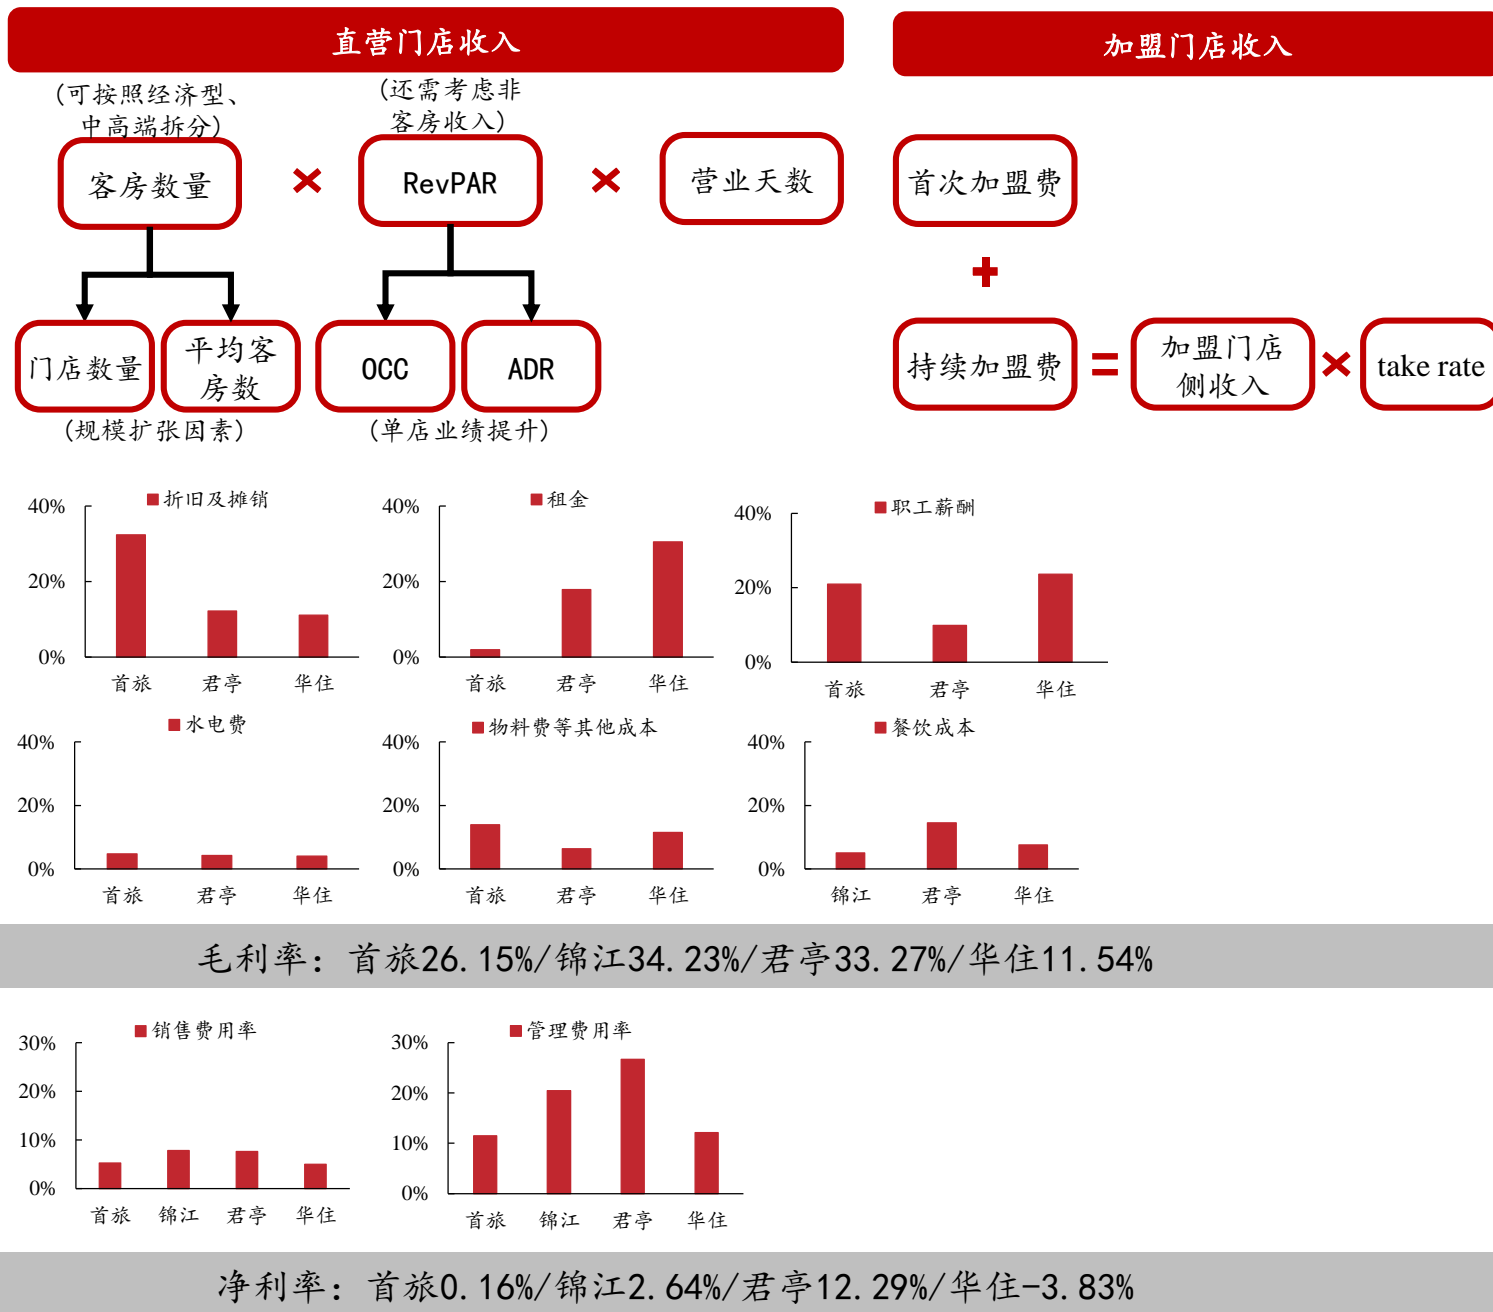 直营门店收入
加盟门店收入
(可按照经济型、
中高端拆分)
(还需考虑非
客房收入)
客房数量
×
RevPAR
×
营业天数
首次加盟费
+
门店数量
平均客
房数
OCC
ADR
持续加盟费
=
加盟门店
侧收入
×
take rate
(规模扩张因素)
(单店业绩提升)
折旧及摊销
40%
20%
0%
首旅 君亭 华住
租金
40%
20%
0%
首旅 君亭 华住
职工薪酬
40%
20%
0%
首旅 君亭 华住
水电费
40%
20%
0%
首旅 君亭 华住
物料费等其他成本
40%
20%
0%
首旅 君亭 华住
餐饮成本
40%
20%
0%
锦江 君亭 华住
毛利率：首旅26.15%/锦江34.23%/君亭33.27%/华住11.54%
销售费用率
30%
20%
10%
0%
首旅 锦江 君亭 华住
管理费用率
30%
20%
10%
0%
首旅 锦江 君亭 华住
净利率：首旅0.16%/锦江2.64%/君亭12.29%/华住-3.83%